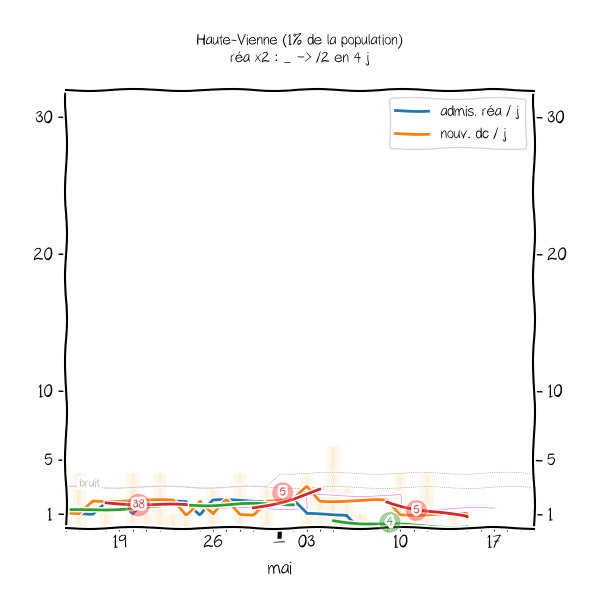 Haute-Vienne (1% de la population)
réa x2 : _ -> /2 en 4 j
admis. réa / j
nouv. dc / j
30 30
20 20
10 10
5 5
bruit
38 5 5 4
1 1
19 26 03 10 17
mai